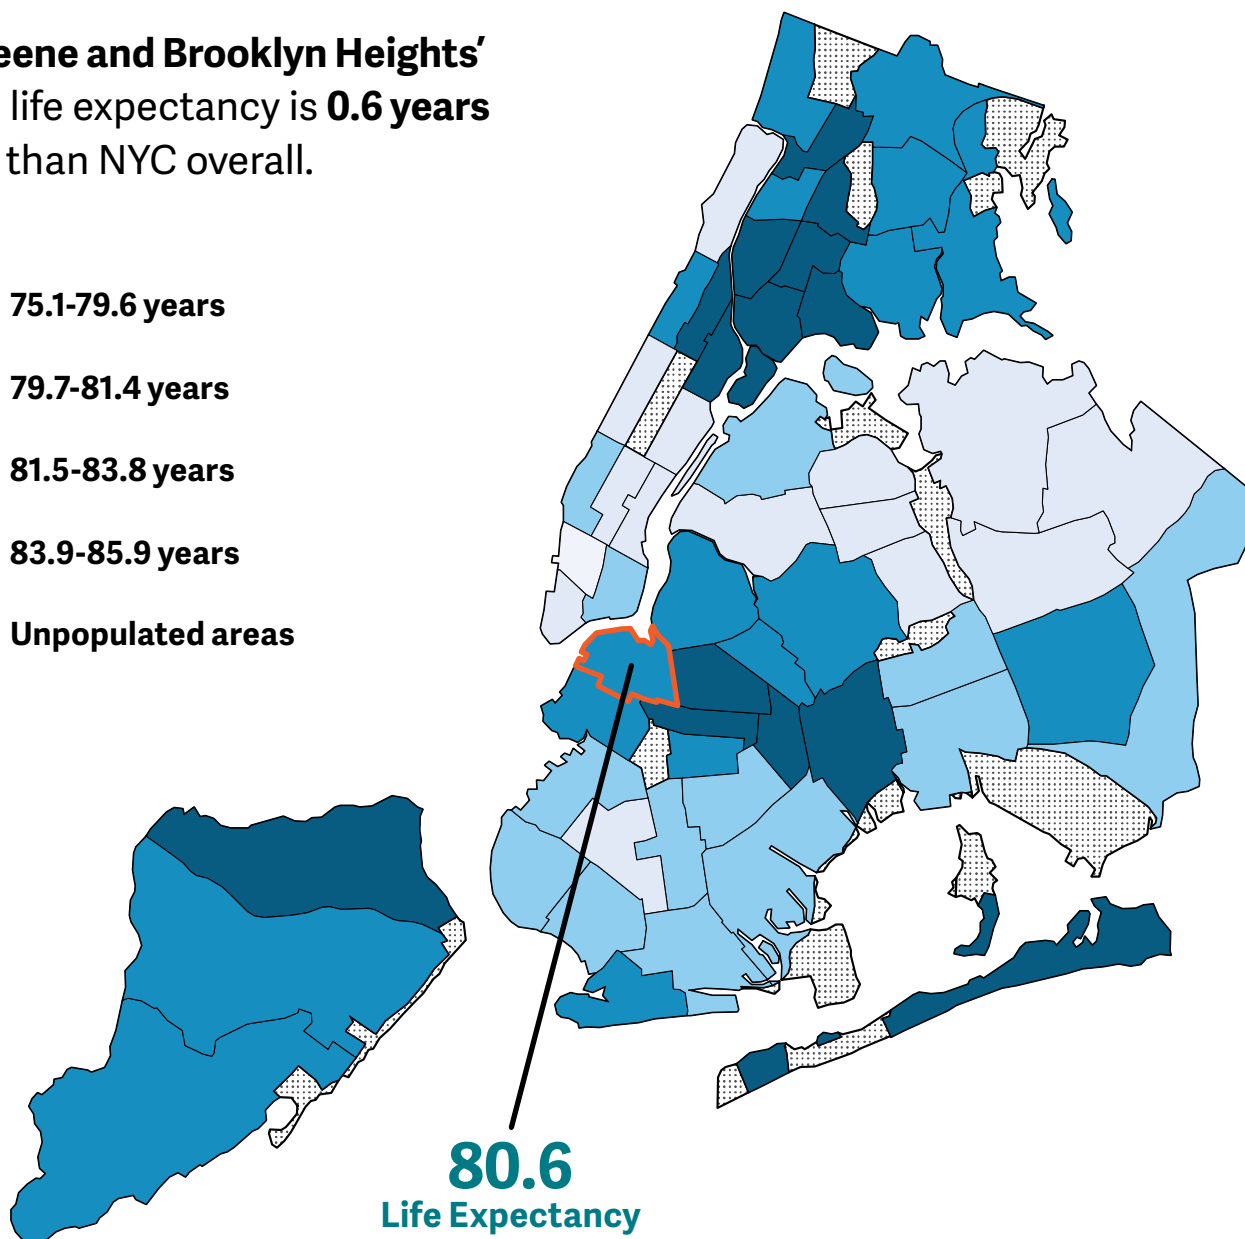 and Brooklyn Heights’
life expectancy is 0.6 years
than NYC overall.
75.1-79.6 years
79.7-81.4 years
81.5-83.8 years
83.9-85.9 years
Unpopulated areas
80.6
Life Expectancy